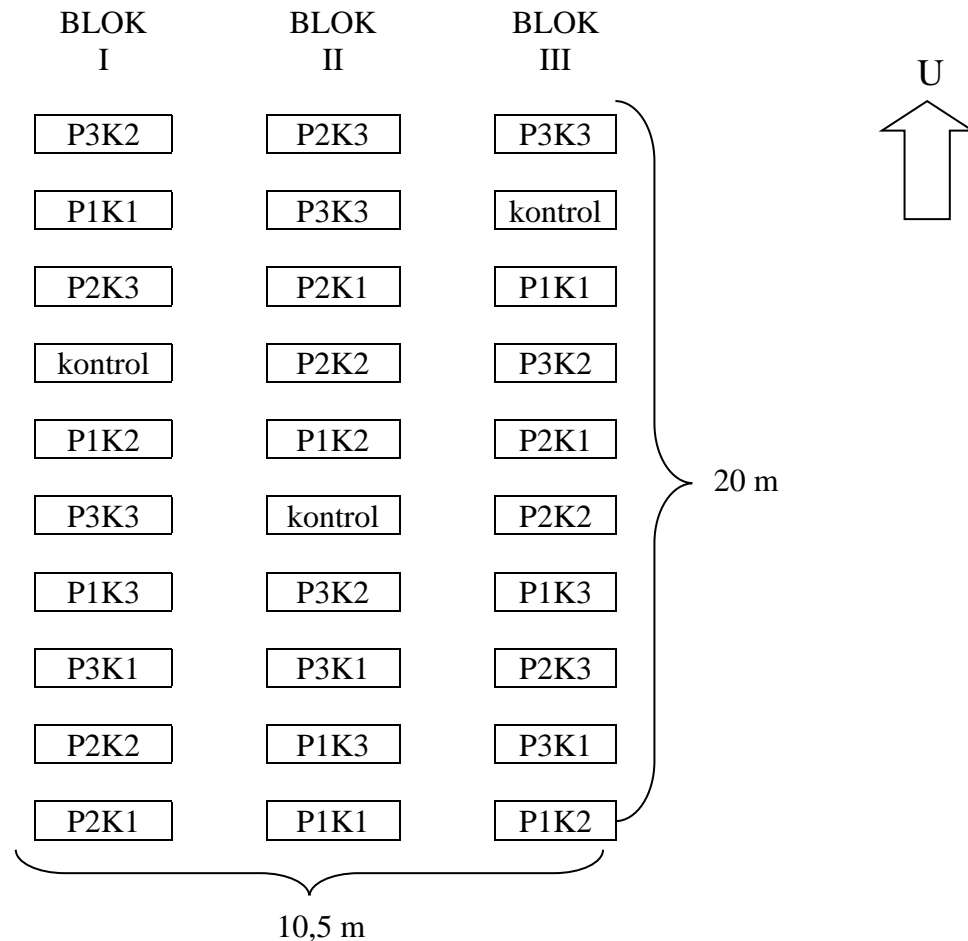 BLOK BLOK BLOK
I II III
U
P3K2 P2K3 P3K3
P1K1 P3K3 kontrol
P2K3 P2K1 P1K1
kontrol P2K2 P3K2
P1K2 P1K2 P2K1
P3K3 kontrol P2K2
20 m
P1K3 P3K2 P1K3
P3K1 P3K1 P2K3
P2K2 P1K3 P3K1
P2K1 P1K1 P1K2
10,5 m